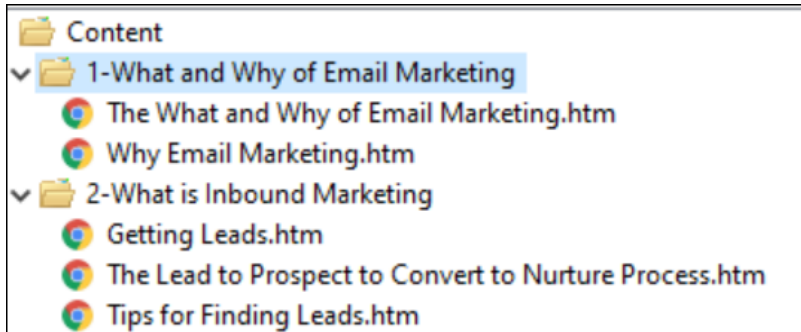 Content
1-What and Why of Email Marketing
The What and Why of Email Marketing.htm
Why Email Marketing.htm
2-What is Inbound Marketing
Getting Leads.htm
The Lead to Prospect to Convert to Nurture Process.htm
Tips for Finding Leads.htm